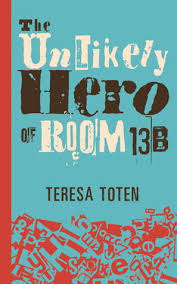 The
UNLikely
Hero
OF ROOM 13B
TERESA TOTEN